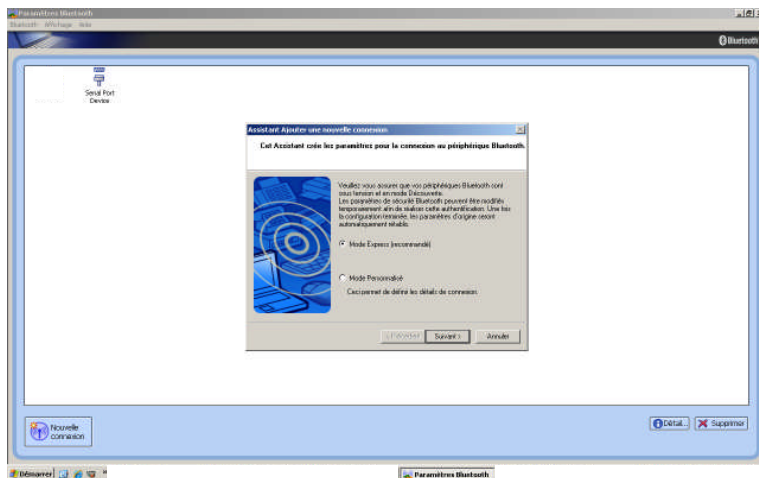 Paramètres Bluetooth
Bluetooth Affichage Aide
Bluetooth
Serial Port
Device
Assistant Ajouter une nouvelle connexion
Cet Assistant crée les paramètres pour la connexion au périphérique Bluetooth.
Veuillez vous assurer que vos périphériques Bluetooth sont
sous tension et en mode Découverte.
Les paramètres de sécurité Bluetooth peuvent être modifiés
temporairement afin de réaliser cette authentification. Une fois
la configuration terminée, les paramètres d'origine seront
automatiquement rétablis.
Mode Express (recommandé)
Mode Personnalisé
Ceci permet de définir les détails de connexion.
< Précédent Suivant > Annuler
Nouvelle
connexion
Détail... Supprimer
Démarrer
Paramètres Bluetooth